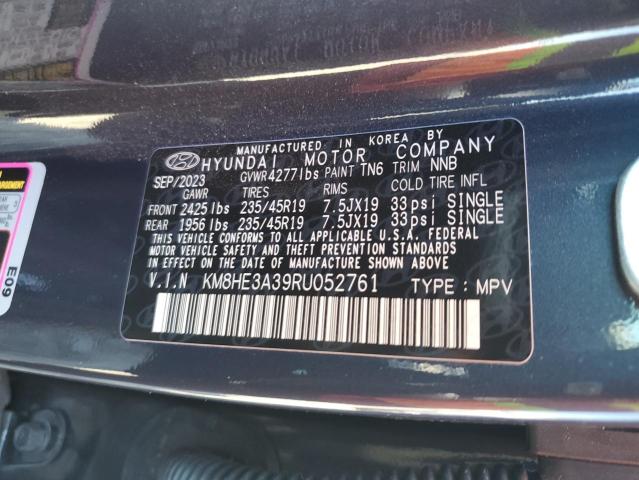 MANUFACTURED IN KOREA BY
HYUNDAI MOTOR COMPANY
SEP/2023 GVWR 4277lbs PAINT TN6 TRIM NNB
GAWR TIRES RIMS COLD TIRE INFL
FRONT 2425 lbs 235/45R19 7.5JX19 33psi SINGLE
REAR 1956 lbs 235/45R19 7.5JX19 33psi SINGLE
THIS VEHICLE CONFORMS TO ALL APPLICABLE U.S.A. FEDERAL
MOTOR VEHICLE SAFETY AND THEFT PREVENTION STANDARDS
IN EFFECT ON THE DATE OF MANUFACTURE SHOWN ABOVE.
V.I.N KM8HE3A39RU052761 TYPE : MPV
E09